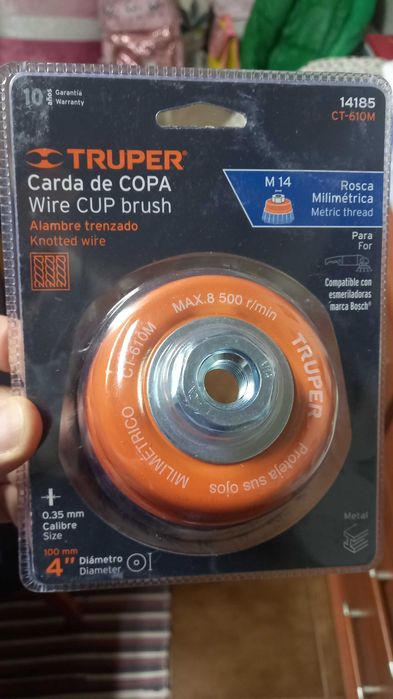 10 años Garantía
Warranty
14185
CT-610M
TRUPER®
Carda de COPA
Wire CUP brush
Alambre trenzado
Knotted wire
M 14
Rosca
Milimétrica
Metric thread
Para
For
Compatible con
esmeriladoras
marca Bosch®
MAX.8 500 r/min
CT-610M
TRUPER
MILIMÉTRICO
Proteja sus ojos
0.35 mm
Calibre
Size
100 mm
4" Diámetro
Diameter
Metal